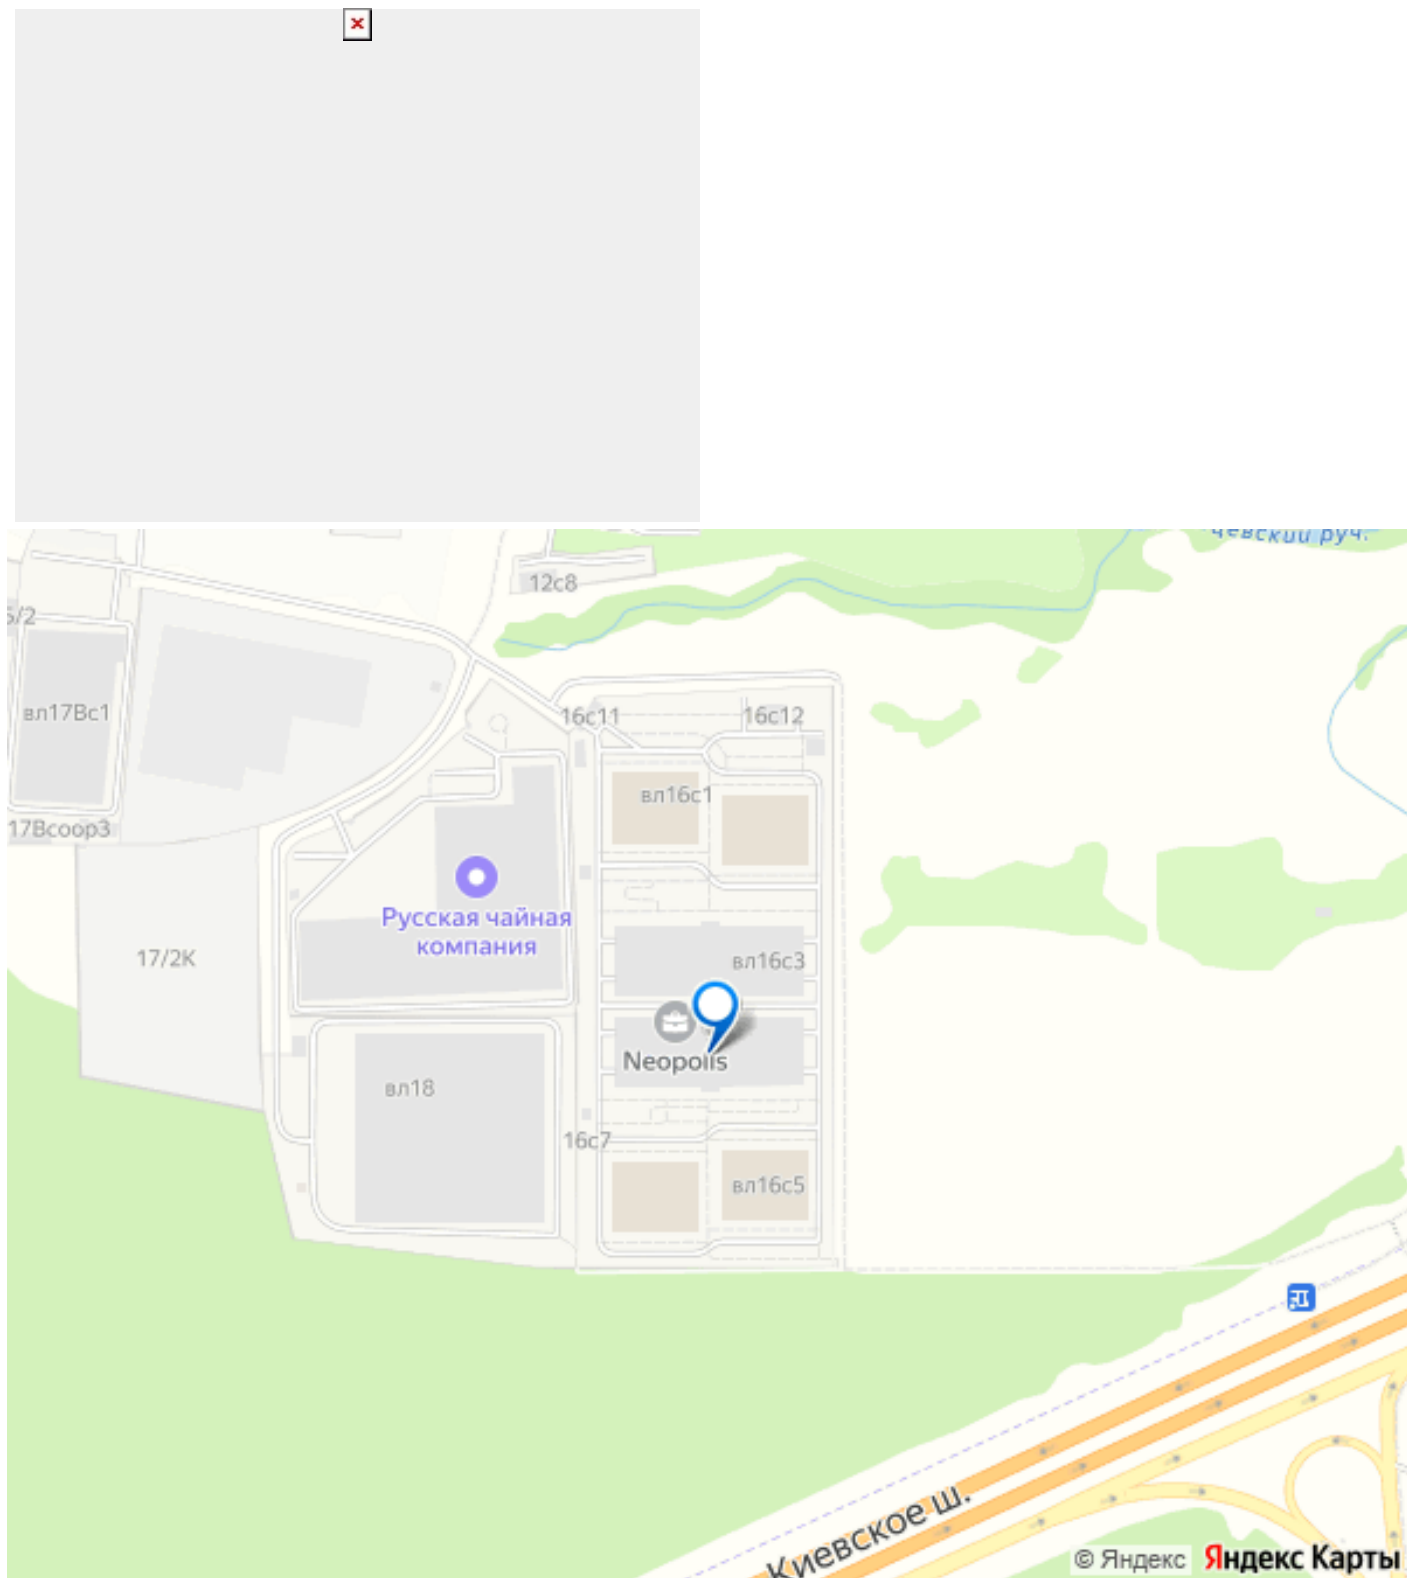 чевский руч.
12с8
5/2
вл17Вс1
16с11
16с12
вл16с1
17Всоор3
Русская чайная
компания
17/2К
вл16с3
Neopolis
вл18
16с7
вл16с5
Киевское ш.
© Яндекс Яндекс Карты